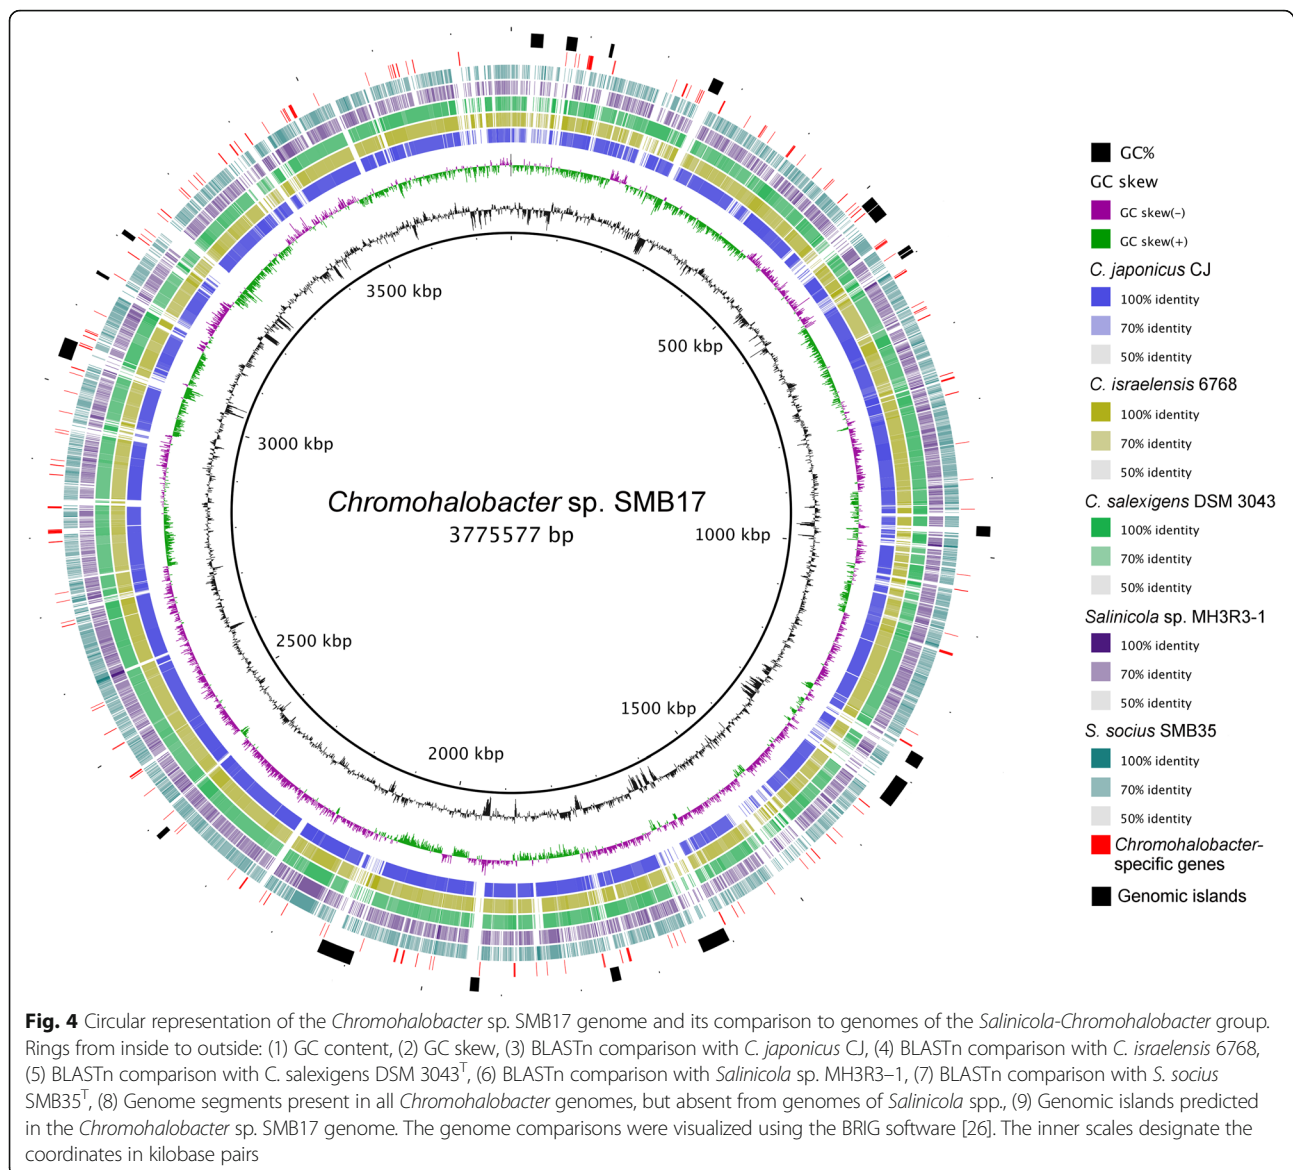 3500 kbp
500 kbp
3000 kbp
Chromohalobacter sp. SMB17
3775577 bp
1000 kbp
2500 kbp
1500 kbp
2000 kbp
GC%
GC skew
GC skew(-)
GC skew(+)
C. japonicus CJ
100% identity
70% identity
50% identity
C. israelensis 6768
100% identity
70% identity
50% identity
C. salexigens DSM 3043
100% identity
70% identity
50% identity
Salinicola sp. MH3R3-1
100% identity
70% identity
50% identity
S. socius SMB35
100% identity
70% identity
50% identity
Chromohalobacter-
specific genes
Genomic islands
Fig. 4 Circular representation of the Chromohalobacter sp. SMB17 genome and its comparison to genomes of the Salinicola-Chromohalobacter group.
Rings from inside to outside: (1) GC content, (2) GC skew, (3) BLASTn comparison with C. japonicus CJ, (4) BLASTn comparison with C. israelensis 6768,
(5) BLASTn comparison with C. salexigens DSM 3043ᵀ, (6) BLASTn comparison with Salinicola sp. MH3R3–1, (7) BLASTn comparison with S. socius
SMB35ᵀ, (8) Genome segments present in all Chromohalobacter genomes, but absent from genomes of Salinicola spp., (9) Genomic islands predicted
in the Chromohalobacter sp. SMB17 genome. The genome comparisons were visualized using the BRIG software [26]. The inner scales designate the
coordinates in kilobase pairs